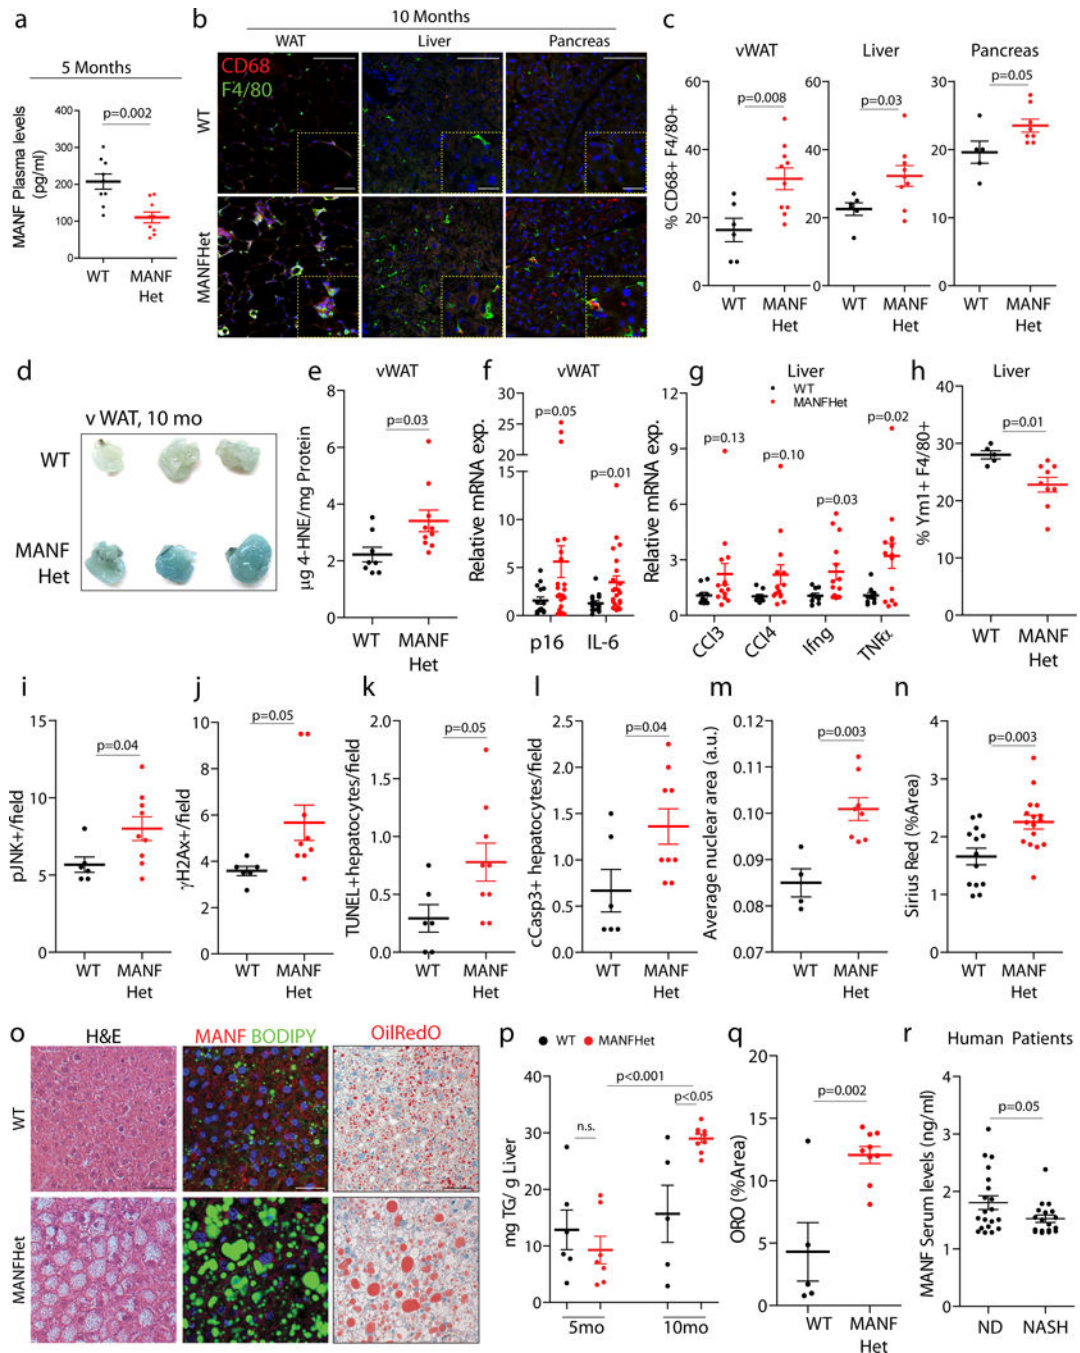 a
5 Months
MANF Plasma levels
(pg/ml)
400
300
200
100
0
p=0.002
WT
MANF
Het
b
10 Months
WAT
Liver
Pancreas
CD68
F4/80
WT
MANFHet
c
vWAT
Liver
Pancreas
% CD68+ F4/80+
60
40
20
0
p=0.008
WT
MANF
Het
60
40
20
0
p=0.03
WT
MANF
Het
30
20
10
0
p=0.05
WT
MANF
Het
d
v WAT, 10 mo
WT
MANF
Het
e
vWAT
µg 4-HNE/mg Protein
8
6
4
2
0
p=0.03
WT
MANF
Het
f
vWAT
Relative mRNA exp.
30
25
20
15
15
10
5
0
p=0.05
p=0.01
p16
IL-6
g
Liver
WT
MANFHet
Relative mRNA exp.
12
9
6
3
0
p=0.13
p=0.10
p=0.03
p=0.02
CCl3
CCl4
Ifng
TNFα
h
Liver
% Ym1+ F4/80+
40
30
20
10
0
p=0.01
WT
MANF
Het
i
pJNK+/field
15
10
5
0
p=0.04
WT
MANF
Het
j
γH2Ax+/field
10
8
6
4
2
0
p=0.05
WT
MANF
Het
k
TUNEL+hepatocytes/field
2.0
1.5
1.0
0.5
0.0
p=0.05
WT
MANF
Het
l
cCasp3+ hepatocytes/field
2.5
2.0
1.5
1.0
0.5
0.0
p=0.04
WT
MANF
Het
m
Average nuclear area (a.u.)
0.12
0.11
0.10
0.09
0.08
0.07
p=0.003
WT
MANF
Het
n
Sirius Red (%Area)
4
3
2
1
0
p=0.003
WT
MANF
Het
o
H&E
MANF BODIPY
OilRedO
WT
MANFHet
p
WT
MANFHet
mg TG/ g Liver
40
30
20
10
0
p<0.001
n.s.
p<0.05
5mo
10mo
q
ORO (%Area)
20
15
10
5
0
p=0.002
WT
MANF
Het
r
Human Patients
MANF Serum levels (ng/ml)
4
3
2
1
0
p=0.05
ND
NASH